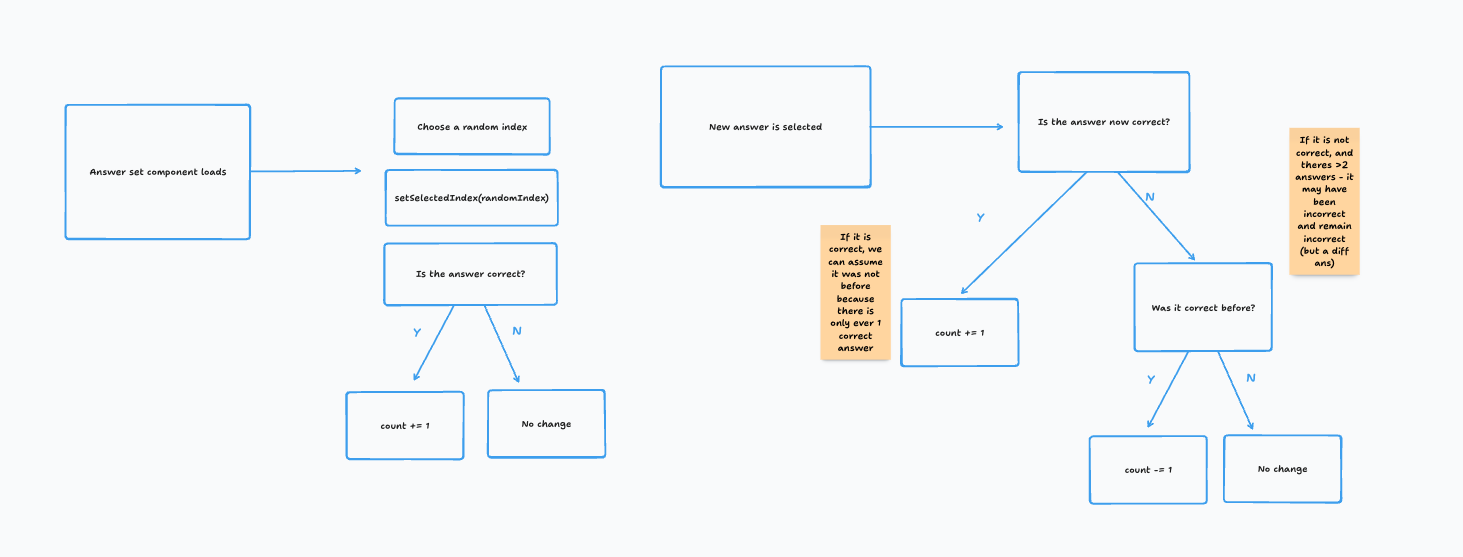 Answer set component loads
Choose a random index
setSelectedIndex(randomIndex)
Is the answer correct?
Y
N
count += 1
No change
New answer is selected
Is the answer now correct?
Y
N
If it is
correct, we
can assume
it was not
before
because
there is
only ever 1
correct
answer
count += 1
If it is not
correct, and
theres >2
answers - it
may have
been
incorrect
and remain
incorrect
(but a diff
ans)
Was it correct before?
Y
N
count -= 1
No change